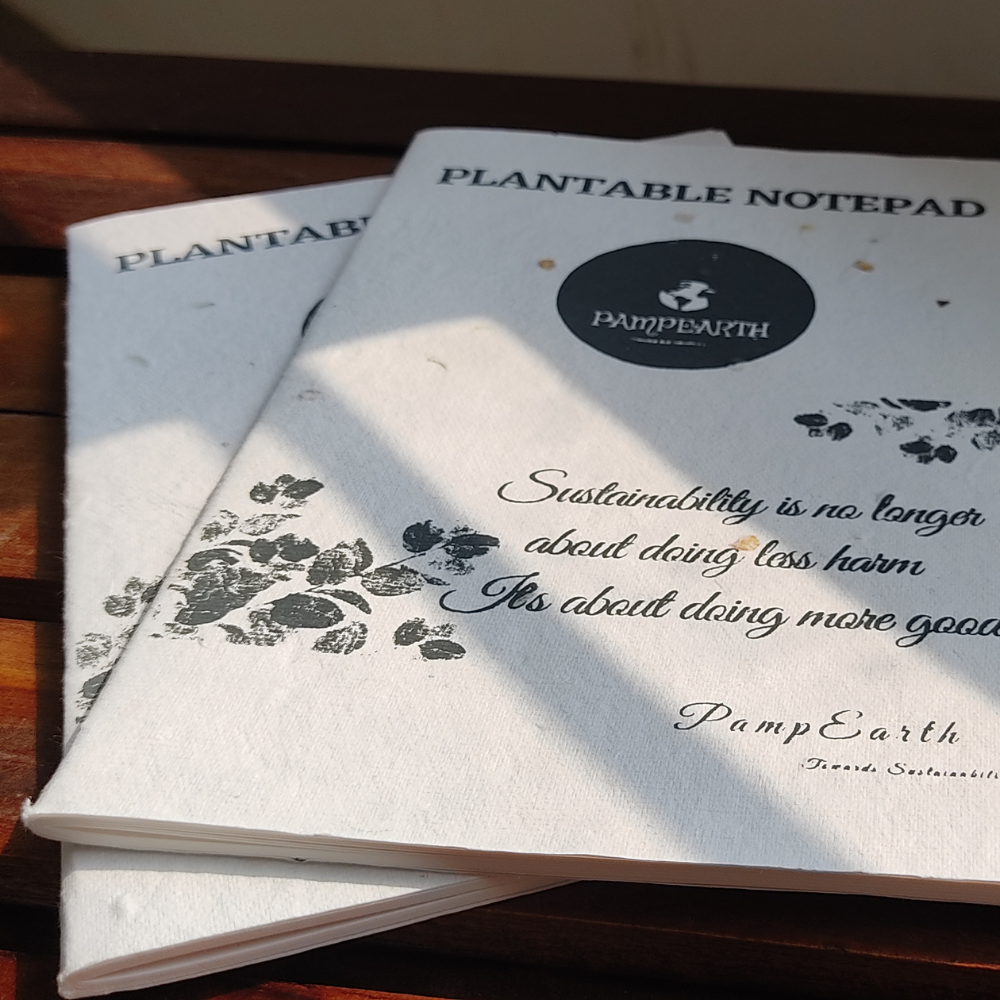 PLANTABLE NOTEPAD
PAMPEARTH
Sustainability is no longer
about doing less harm
Its about doing more good
PampEarth
Towards Sustainabili
PLANTAB